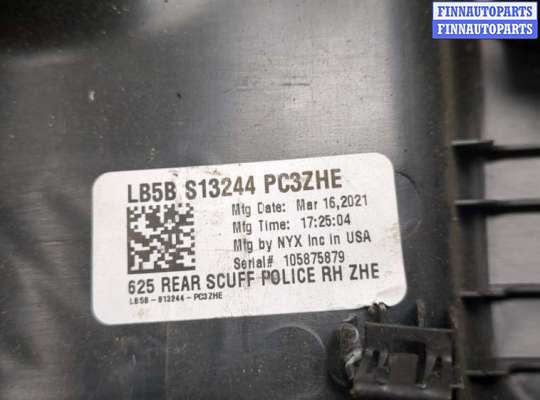 FINNAUTOPARTS
FINNAUTOPARTS
LB5B S13244 PC3ZHE
Mfg Date: Mar 16,2021
Mfg Time: 17:25:04
Mfg by NYX Inc in USA
Serial# 105875879
625 REAR SCUFF POLICE RH ZHE
LB5B-S13244-PC3ZHE